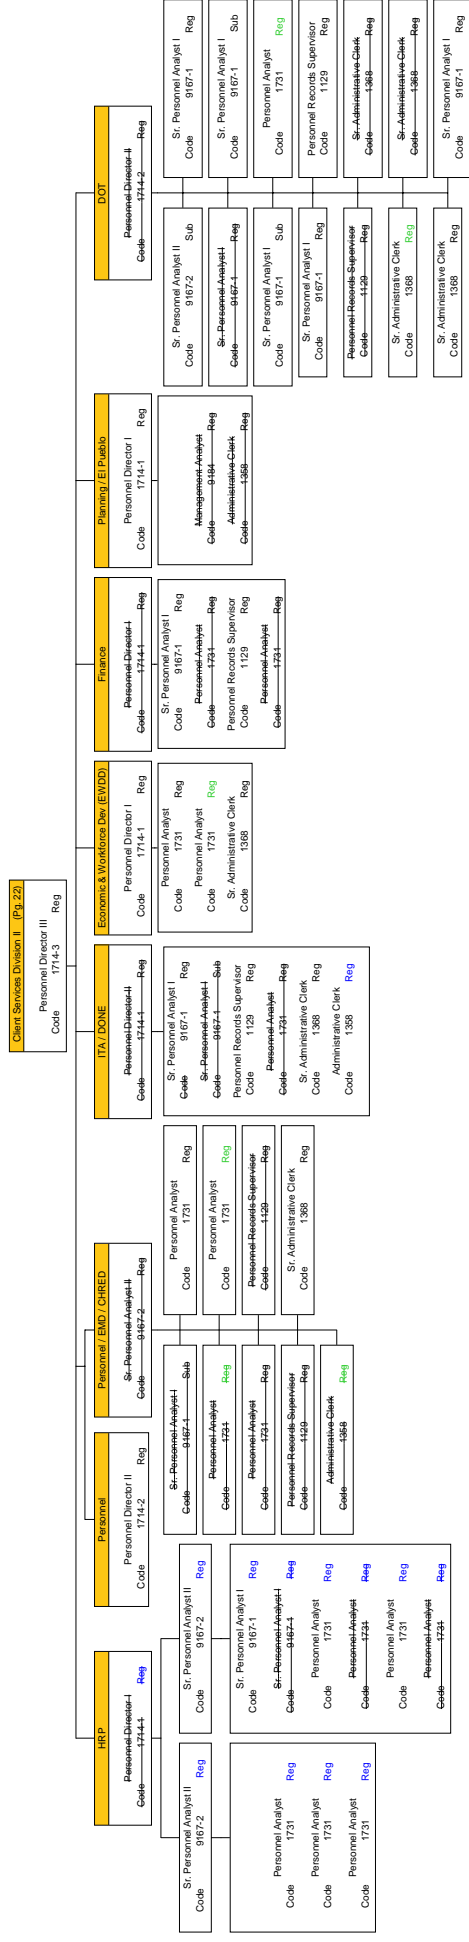 Client Services Division II (Pg. 22)
Personnel Director III
Code 1714-3 Reg
HRP
Personnel Director I
Code 1714-1 Reg
Sr. Personnel Analyst II
Code 9167-2 Reg
Personnel Analyst
Code 1731 Reg
Personnel Analyst
Code 1731 Reg
Personnel Analyst
Code 1731 Reg
Sr. Personnel Analyst II
Code 9167-2 Reg
Sr. Personnel Analyst I
Code 9167-1 Reg
Sr. Personnel Analyst I
Code 9167-1 Reg
Personnel Analyst
Code 1731 Reg
Personnel Analyst
Code 1731 Reg
Personnel Analyst
Code 1731 Reg
Personnel Analyst
Code 1731 Reg
Personnel
Personnel Director II
Code 1714-2 Reg
Personnel / EMD / CHRED
Sr. Personnel Analyst II
Code 9167-2 Reg
Sr. Personnel Analyst I
Code 9167-1 Sub
Personnel Analyst
Code 1731 Reg
Personnel Analyst
Code 1731 Reg
Personnel Records Supervisor
Code 1129 Reg
Administrative Clerk
Code 1358 Reg
Personnel Analyst
Code 1731 Reg
Personnel Analyst
Code 1731 Reg
Personnel Records Supervisor
Code 1129 Reg
Sr. Administrative Clerk
Code 1368 Reg
ITA / DONE
Personnel Director II
Code 1714-1 Reg
Sr. Personnel Analyst I
Code 9167-1 Reg
Sr. Personnel Analyst I
Code 9167-1 Sub
Personnel Records Supervisor
Code 1129 Reg
Personnel Analyst
Code 1731 Reg
Sr. Administrative Clerk
Code 1368 Reg
Administrative Clerk
Code 1358 Reg
Economic & Workforce Dev (EWDD)
Personnel Director I
Code 1714-1 Reg
Personnel Analyst
Code 1731 Reg
Personnel Analyst
Code 1731 Reg
Sr. Administrative Clerk
Code 1368 Reg
Finance
Personnel Director I
Code 1714-1 Reg
Sr. Personnel Analyst I
Code 9167-1 Reg
Personnel Analyst
Code 1731 Reg
Personnel Records Supervisor
Code 1129 Reg
Personnel Analyst
Code 1731 Reg
Planning / El Pueblo
Personnel Director I
Code 1714-1 Reg
Management Analyst
Code 9184 Reg
Administrative Clerk
Code 1358 Reg
DOT
Personnel Director II
Code 1714-2 Reg
Sr. Personnel Analyst II
Code 9167-2 Sub
Sr. Personnel Analyst I
Code 9167-1 Reg
Sr. Personnel Analyst I
Code 9167-1 Sub
Sr. Personnel Analyst I
Code 9167-1 Reg
Personnel Records Supervisor
Code 1129 Reg
Sr. Administrative Clerk
Code 1368 Reg
Sr. Administrative Clerk
Code 1368 Reg
Sr. Personnel Analyst I
Code 9167-1 Reg
Sr. Personnel Analyst I
Code 9167-1 Sub
Personnel Analyst
Code 1731 Reg
Personnel Records Supervisor
Code 1129 Reg
Sr. Administrative Clerk
Code 1368 Reg
Sr. Administrative Clerk
Code 1368 Reg
Sr. Personnel Analyst I
Code 9167-1 Reg